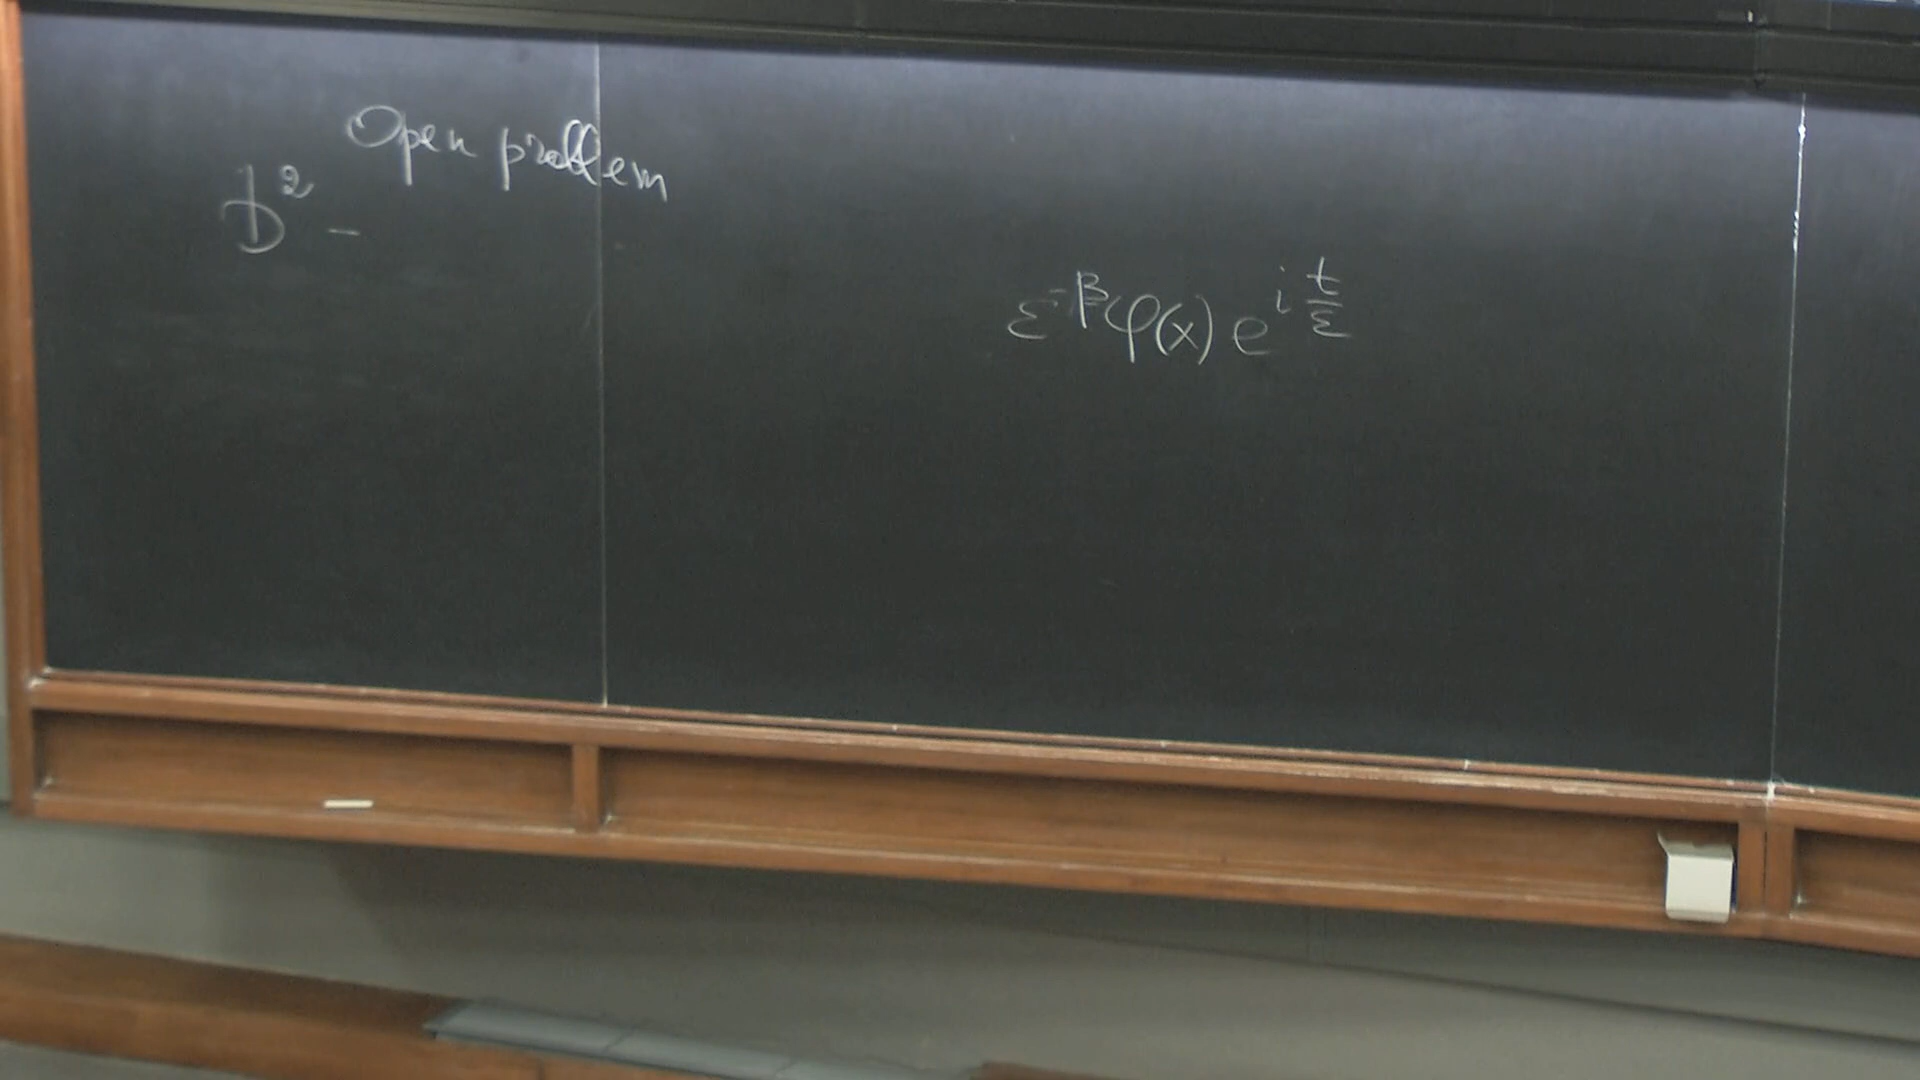 Open problem
D² -
ε^{-β} φ(x) e^{i t/ε}